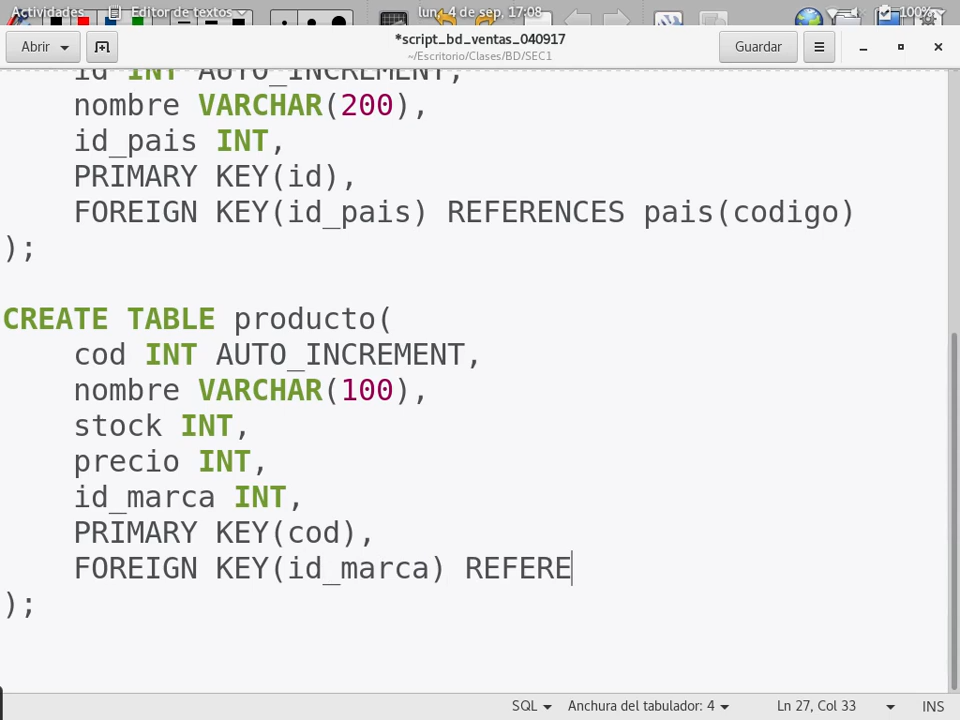 Actividades Editor de textos lun, 4 de sep, 17:08 100%
Abrir *script_bd_ventas_040917 Guardar
~/Escritorio/Clases/BD/SEC1
id INT AUTO_INCREMENT,
nombre VARCHAR(200),
id_pais INT,
PRIMARY KEY(id),
FOREIGN KEY(id_pais) REFERENCES pais(codigo)
);
CREATE TABLE producto(
cod INT AUTO_INCREMENT,
nombre VARCHAR(100),
stock INT,
precio INT,
id_marca INT,
PRIMARY KEY(cod),
FOREIGN KEY(id_marca) REFERE
);
SQL Anchura del tabulador: 4 Ln 27, Col 33 INS